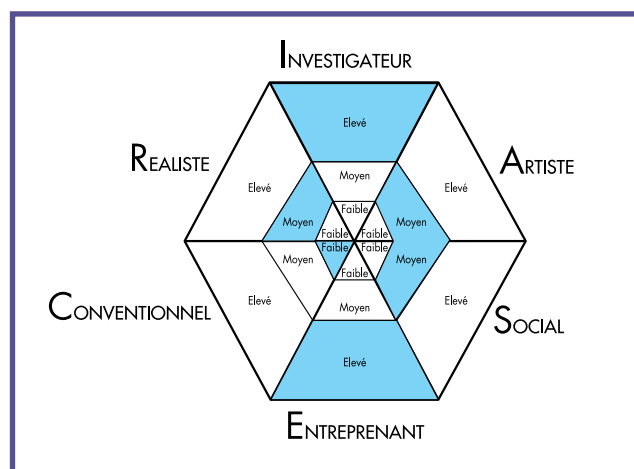 INVESTIGATEUR
Elevé
REALISTE
ARTISTE
Moyen
Elevé
Elevé
Faible
Moyen
Moyen
Faible
Faible
Faible
Faible
Moyen
Moyen
Faible
Elevé
Elevé
CONVENTIONNEL
SOCIAL
Moyen
Elevé
ENTREPRENANT